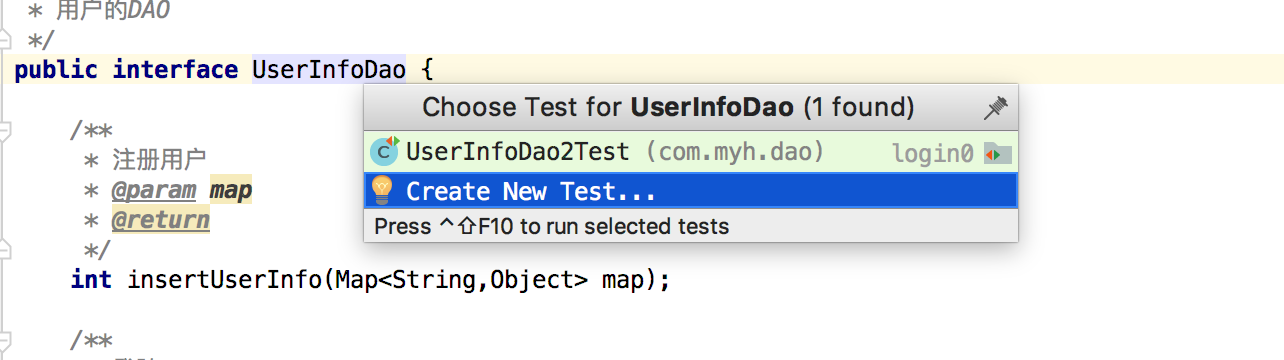 * 用户的DAO
*/
public interface UserInfoDao {
Choose Test for UserInfoDao (1 found)
/**
C UserInfoDao2Test (com.myh.dao) login0
* 注册用户
* @param map
Create New Test...
* @return
Press ^⇧F10 to run selected tests
*/
int insertUserInfo(Map<String,Object> map);
/**